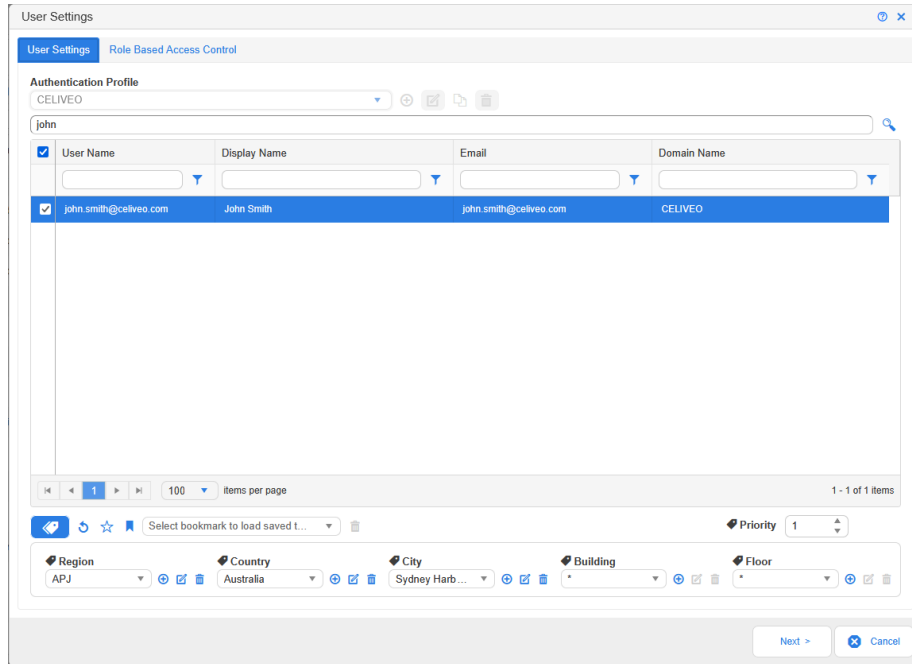 User Settings
User Settings Role Based Access Control
Authentication Profile
CELIVEO
john
User Name Display Name Email Domain Name
john.smith@celiveo.com John Smith john.smith@celiveo.com CELIVEO
1 100 items per page 1 - 1 of 1 items
Select bookmark to load saved t... Priority 1
Region Country City Building Floor
APJ Australia Sydney Harb... * *
Next > Cancel